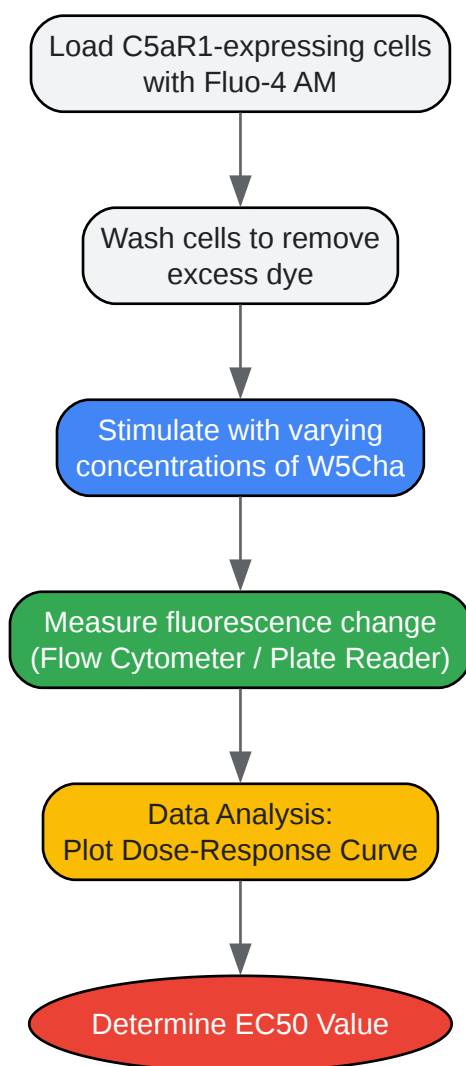 Load C5aR1-expressing cells
with Fluo-4 AM
Wash cells to remove
excess dye
Stimulate with varying
concentrations of W5Cha
Measure fluorescence change
(Flow Cytometer / Plate Reader)
Data Analysis:
Plot Dose-Response Curve
Determine EC50 Value